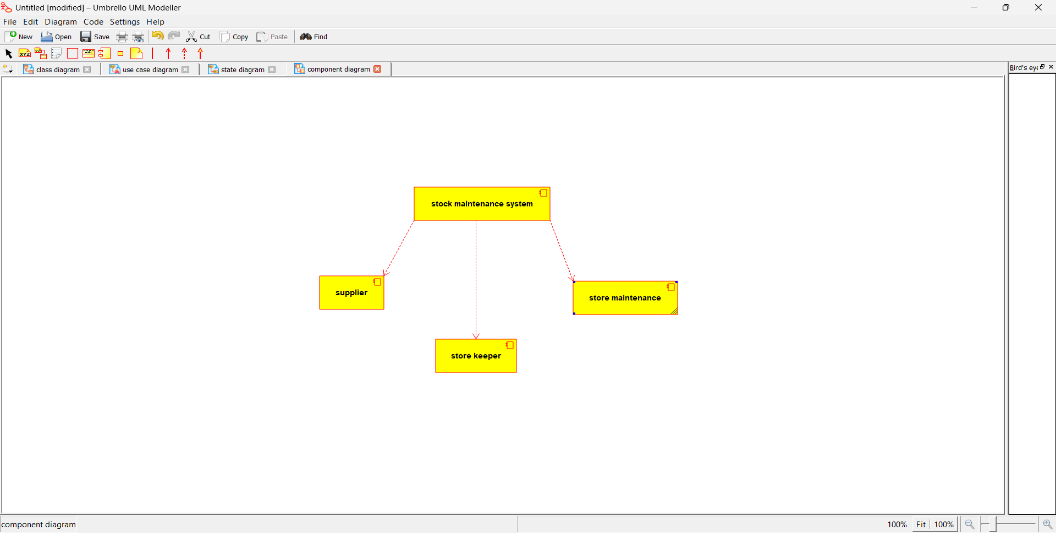 Untitled [modified] – Umbrello UML Modeller
File Edit Diagram Code Settings Help
New Open Save Cut Copy Paste Find
class diagram use case diagram state diagram component diagram
Bird's ey
stock maintenance system
supplier
store maintenance
store keeper
component diagram
100% Fit 100%